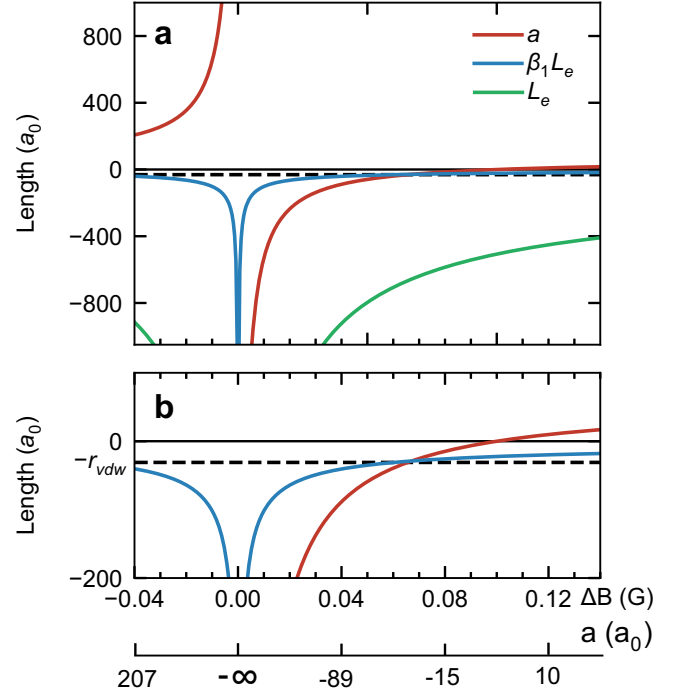 a
800
400
0
−400
−800
Length (a0)
a
β1Le
Le
b
0
−rvdw
−200
Length (a0)
−0.04 0.00 0.04 0.08 0.12 ΔB (G)
a (a0)
207 -∞ -89 -15 10